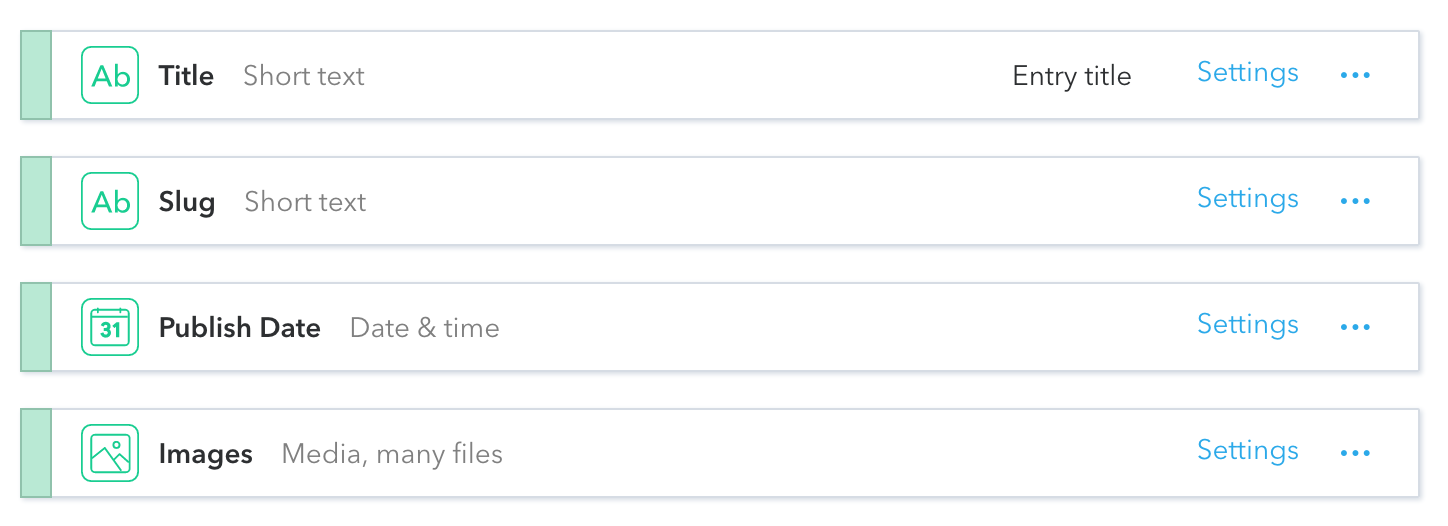 Ab Title Short text Entry title Settings ...
Ab Slug Short text Settings ...
31 Publish Date Date & time Settings ...
Images Media, many files Settings ...